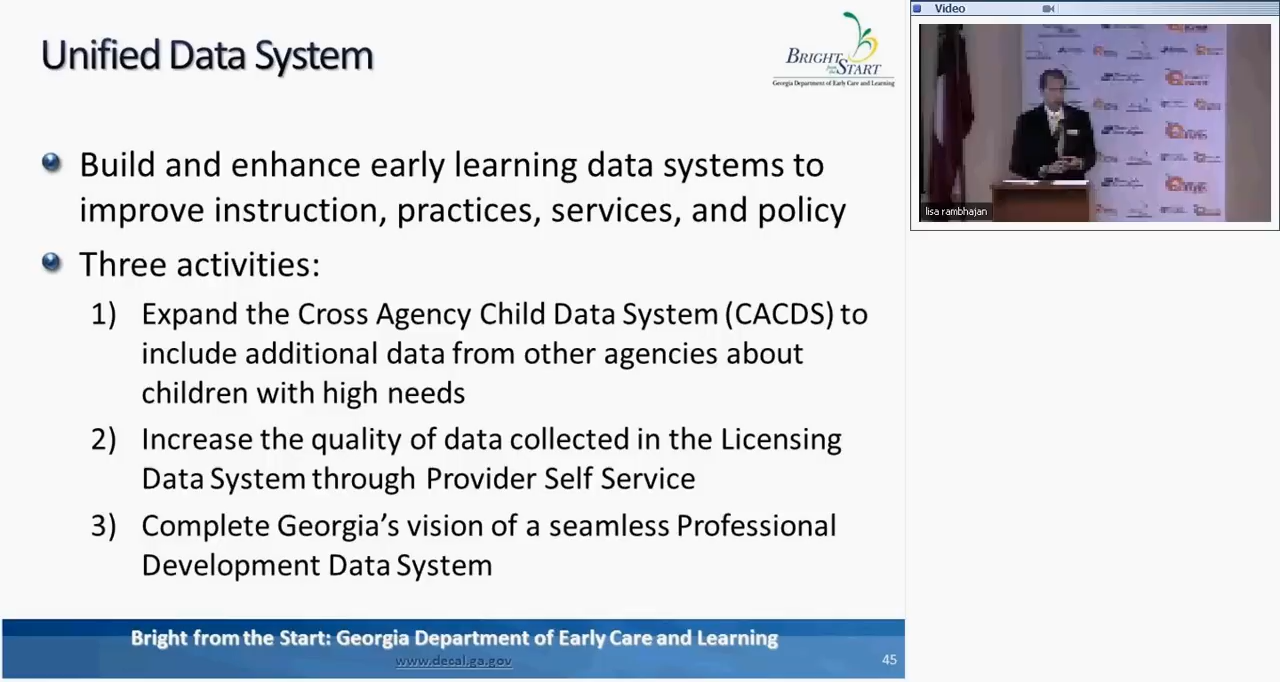 Unified Data System
BRIGHT
from the
START
Georgia Department of Early Care and Learning
Build and enhance early learning data systems to
improve instruction, practices, services, and policy
Three activities:
1) Expand the Cross Agency Child Data System (CACDS) to
include additional data from other agencies about
children with high needs
2) Increase the quality of data collected in the Licensing
Data System through Provider Self Service
3) Complete Georgia's vision of a seamless Professional
Development Data System
Bright from the Start: Georgia Department of Early Care and Learning
www.decal.ga.gov
45
Video
lisa rambhajan